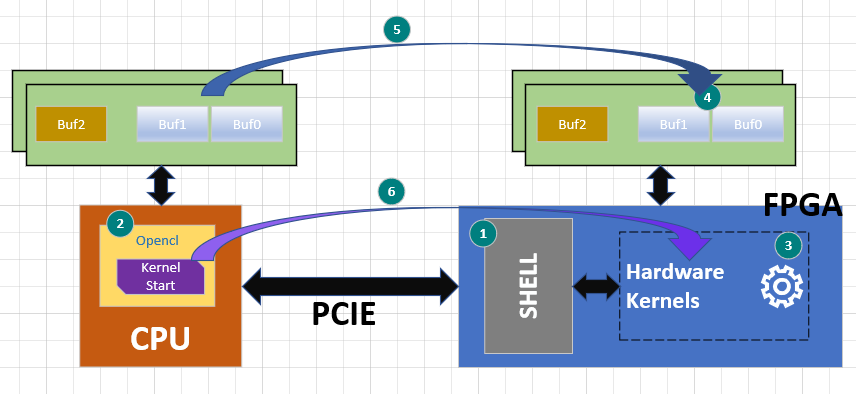 5
4
Buf2
Buf1
Buf0
Buf2
Buf1
Buf0
6
FPGA
2
Opencl
Kernel
Start
1
3
SHELL
Hardware
Kernels
PCIE
CPU